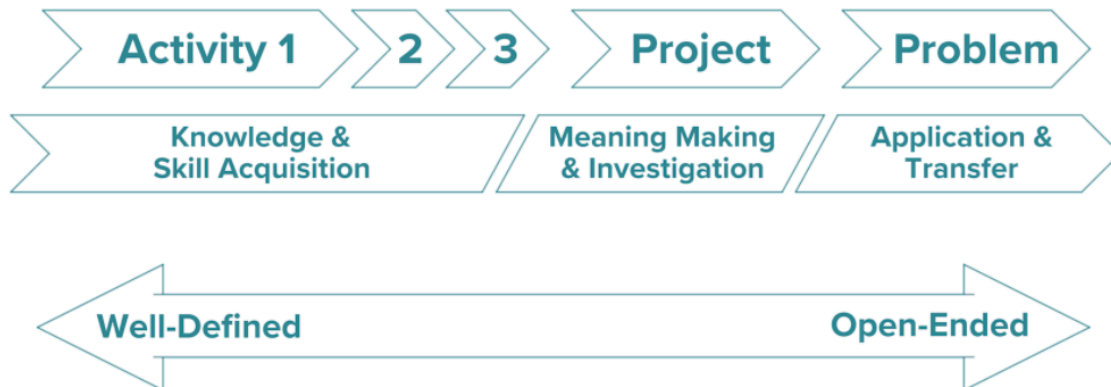 Activity 1 2 3 Project Problem
Knowledge & Meaning Making Application &
Skill Acquisition & Investigation Transfer
Well-Defined Open-Ended